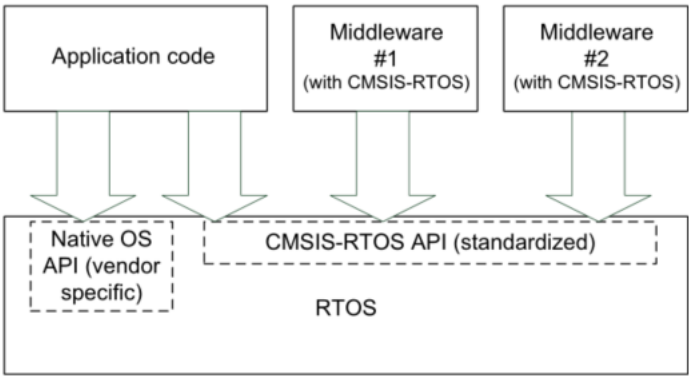 Application code
Middleware
#1
(with CMSIS-RTOS)
Middleware
#2
(with CMSIS-RTOS)
Native OS
API (vendor
specific)
CMSIS-RTOS API (standardized)
RTOS